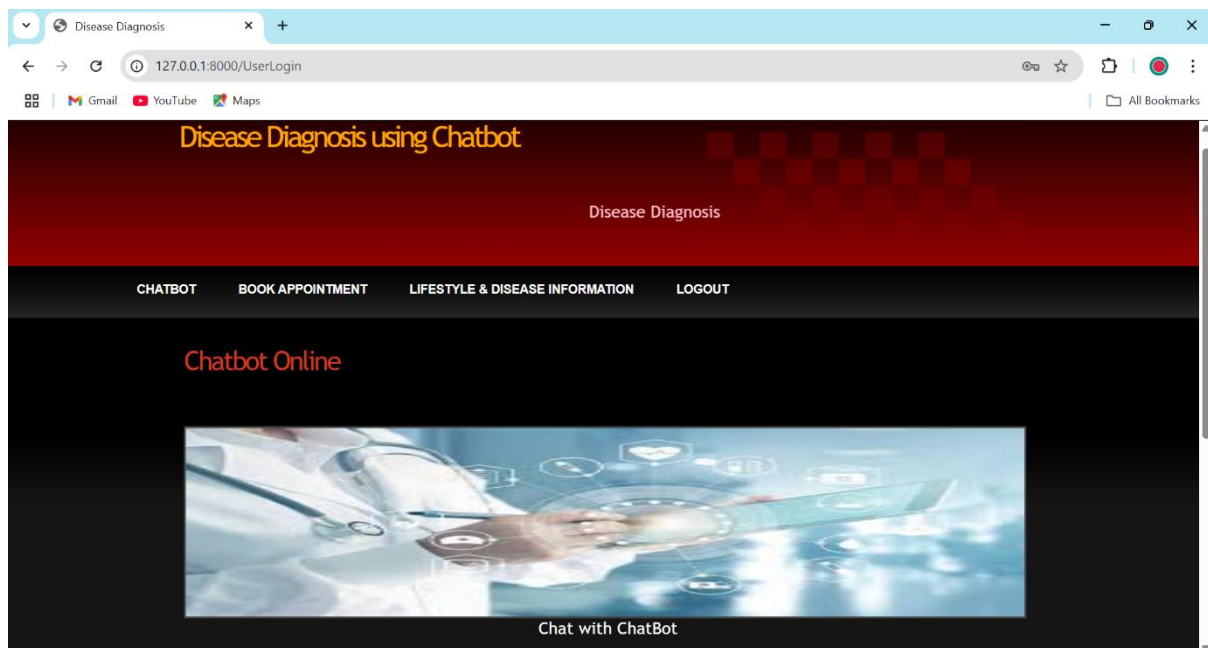 Disease Diagnosis
127.0.0.1:8000/UserLogin
Gmail YouTube Maps All Bookmarks
Disease Diagnosis using Chatbot
Disease Diagnosis
CHATBOT BOOK APPOINTMENT LIFESTYLE & DISEASE INFORMATION LOGOUT
Chatbot Online
Chat with ChatBot